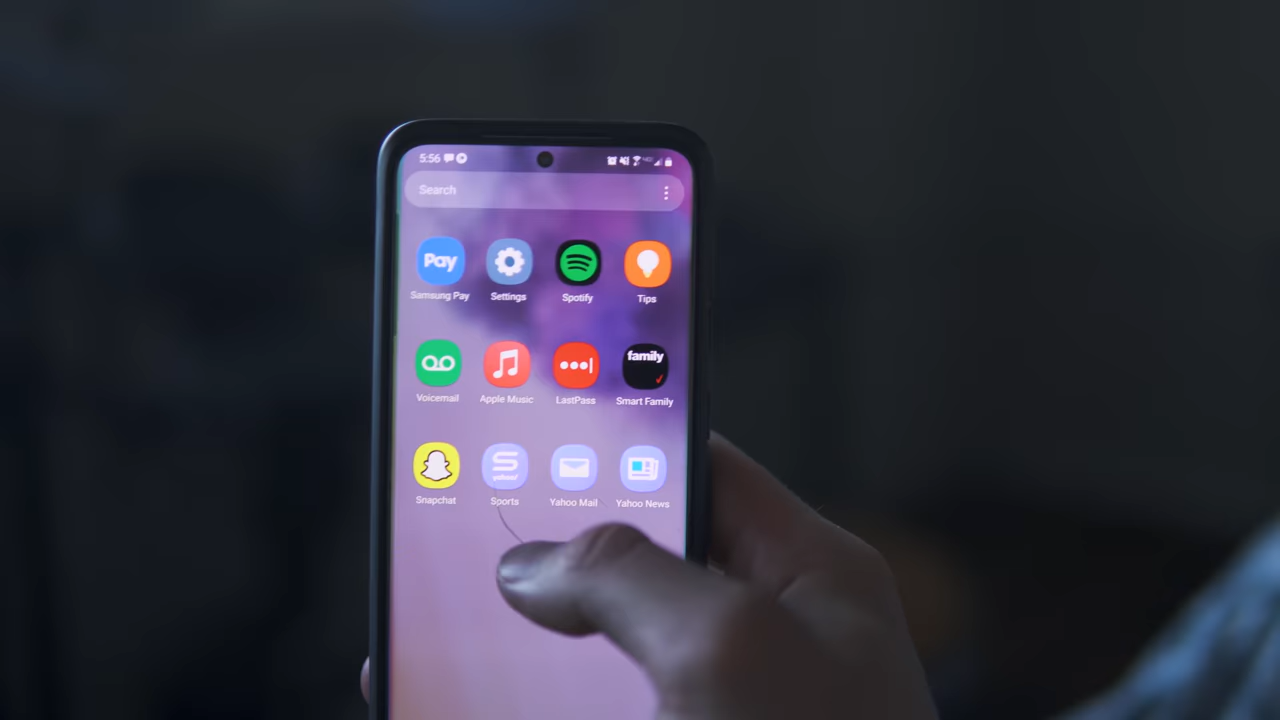 5:56
Search
Pay
Samsung Pay
Settings
Spotify
Tips
Voicemail
Apple Music
LastPass
family
Smart Family
Snapchat
yahoo!
Sports
Yahoo Mail
Yahoo News